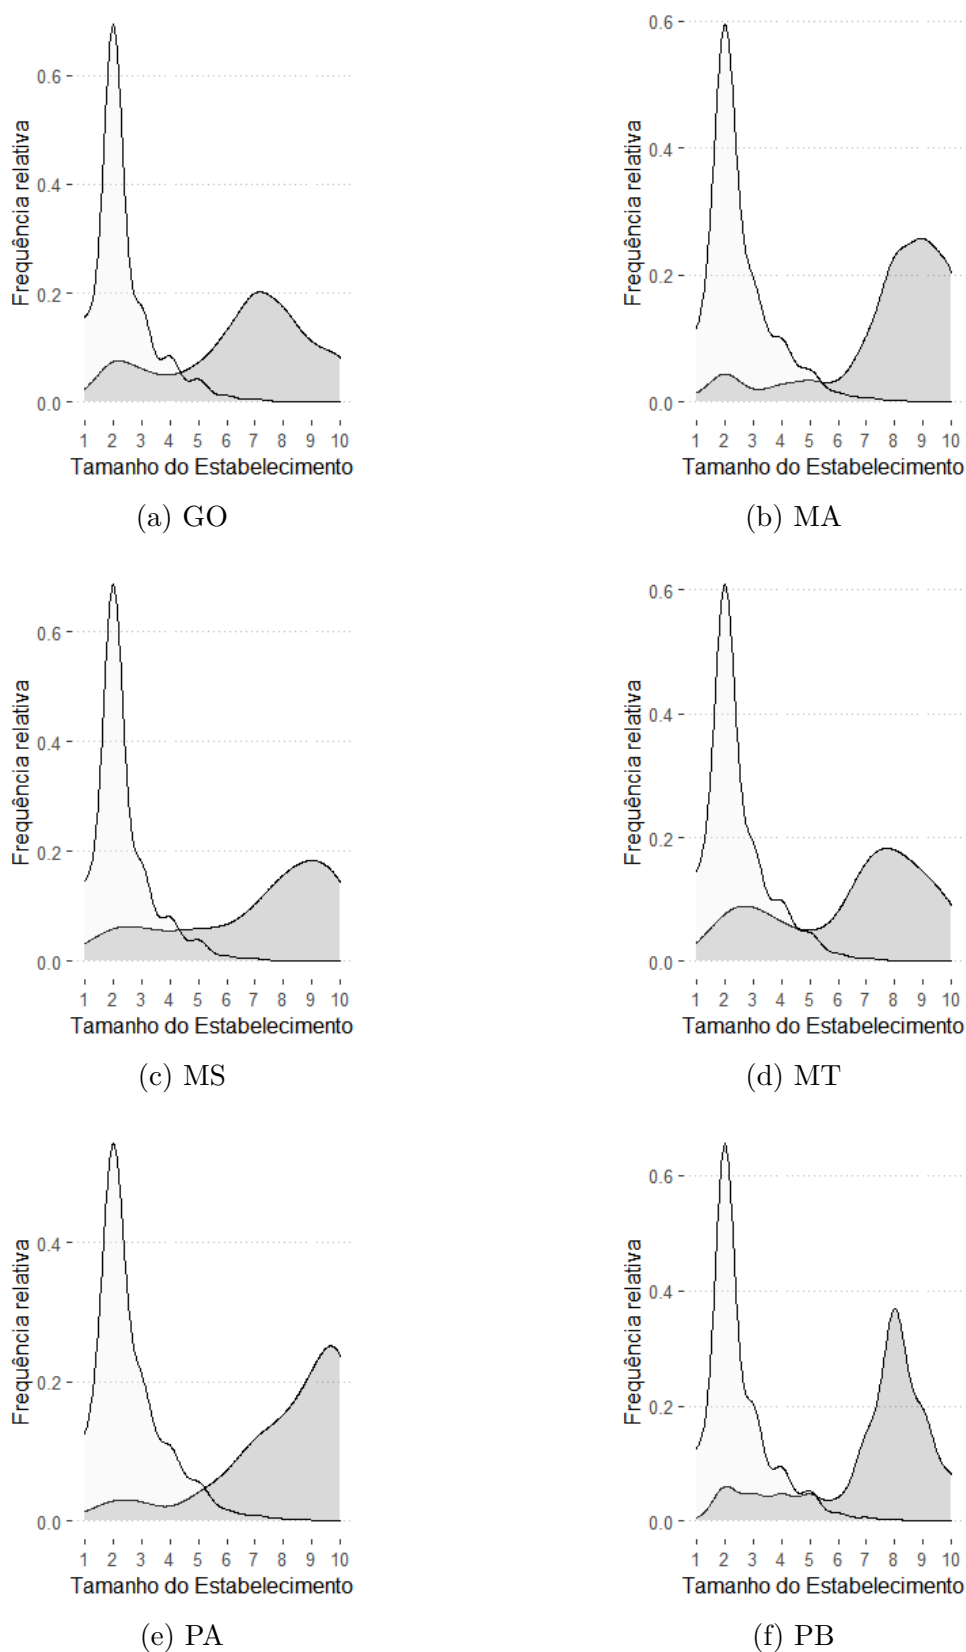 Frequência relativa
0.6
0.4
0.2
0.0
1 2 3 4 5 6 7 8 9 10
Tamanho do Estabelecimento
(a) GO
Frequência relativa
0.6
0.4
0.2
0.0
1 2 3 4 5 6 7 8 9 10
Tamanho do Estabelecimento
(b) MA
Frequência relativa
0.6
0.4
0.2
0.0
1 2 3 4 5 6 7 8 9 10
Tamanho do Estabelecimento
(c) MS
Frequência relativa
0.6
0.4
0.2
0.0
1 2 3 4 5 6 7 8 9 10
Tamanho do Estabelecimento
(d) MT
Frequência relativa
0.4
0.2
0.0
1 2 3 4 5 6 7 8 9 10
Tamanho do Estabelecimento
(e) PA
Frequência relativa
0.6
0.4
0.2
0.0
1 2 3 4 5 6 7 8 9 10
Tamanho do Estabelecimento
(f) PB